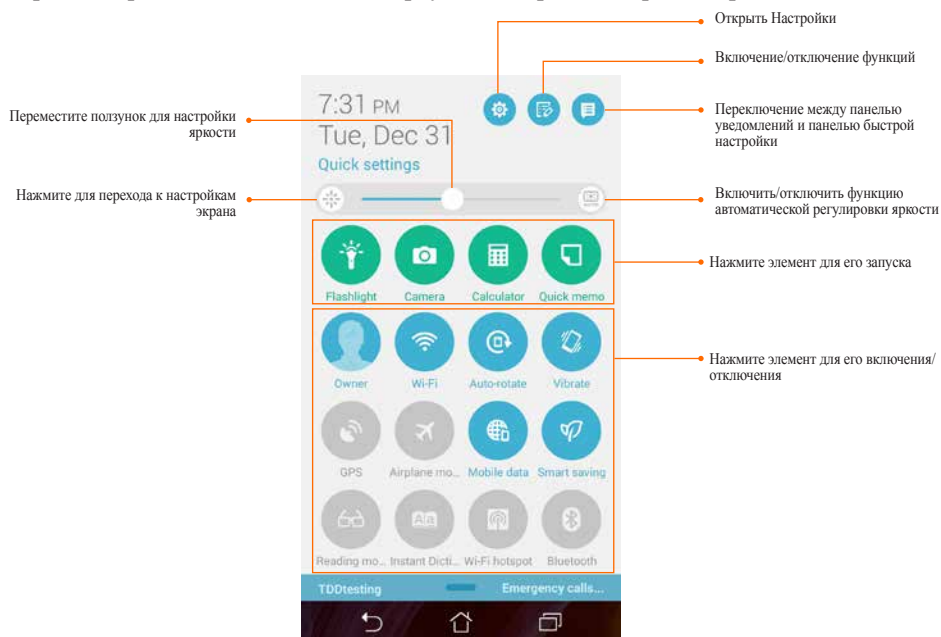 Открыть Настройки
Включение/отключение функций
Переключение между панелью
уведомлений и панелью быстрой
настройки
Переместите ползунок для настройки
яркости
Нажмите для перехода к настройкам
экрана
Включить/отключить функцию
автоматической регулировки яркости
Нажмите элемент для его запуска
Нажмите элемент для его включения/
отключения
7:31 PM
Tue, Dec 31
Quick settings
Flashlight Camera Calculator Quick memo
Owner Wi-Fi Auto-rotate Vibrate
GPS Airplane mo... Mobile data Smart saving
Reading mo... Instant Dicti... Wi-Fi hotspot Bluetooth
TDDtesting Emergency calls...